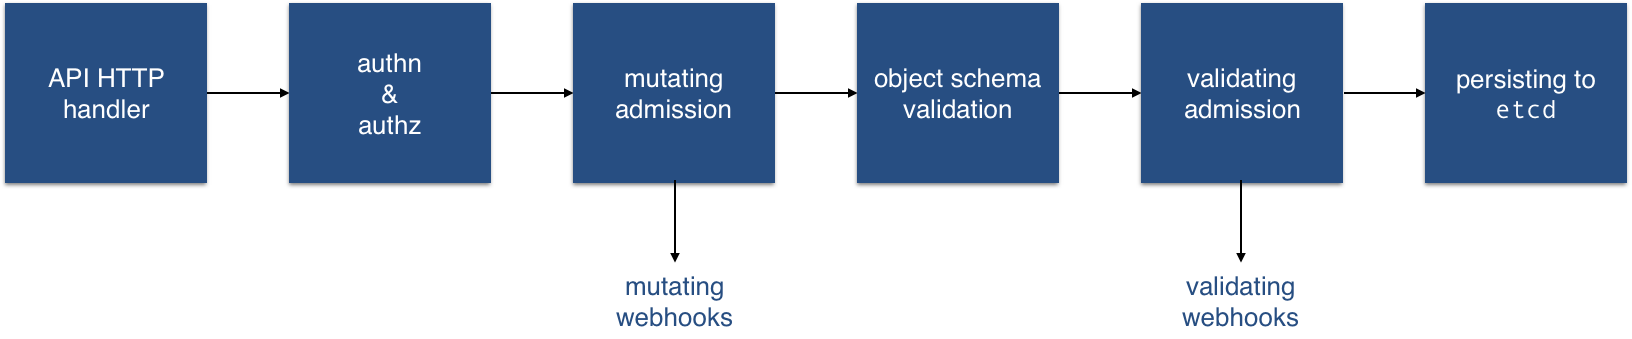 API HTTP
handler
authn
&
authz
mutating
admission
object schema
validation
validating
admission
persisting to
etcd
mutating
webhooks
validating
webhooks